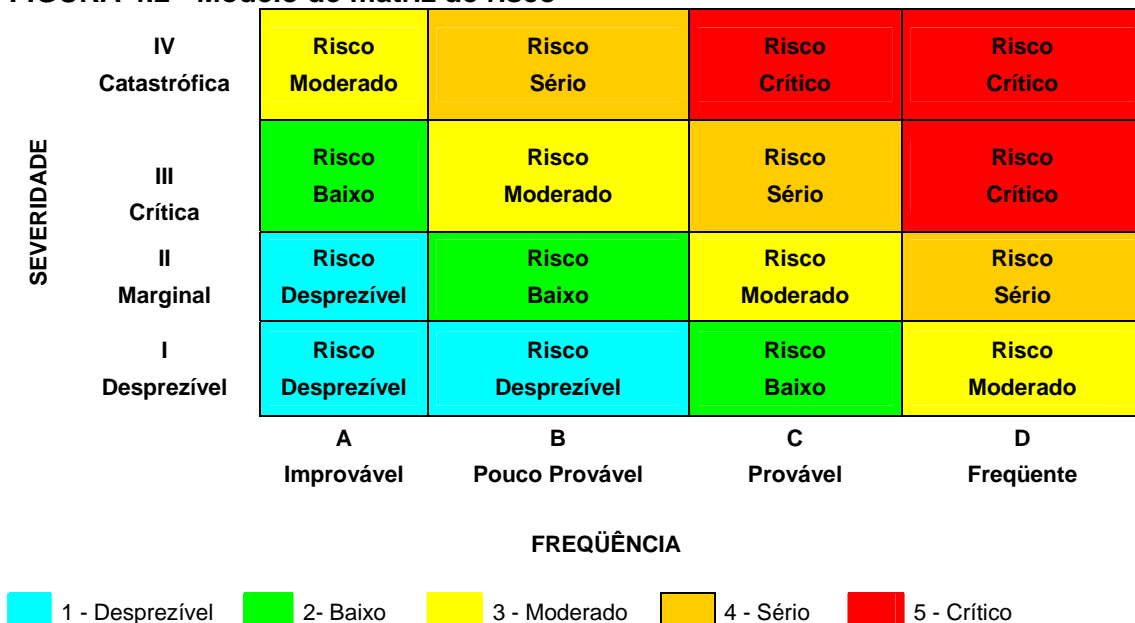 FIGURA 4.2 - Modelo de matriz de risco
IV
Catastrófica
Risco
Moderado
Risco
Sério
Risco
Crítico
Risco
Crítico
SEVERIDADE
III
Crítica
Risco
Baixo
Risco
Moderado
Risco
Sério
Risco
Crítico
II
Marginal
Risco
Desprezível
Risco
Baixo
Risco
Moderado
Risco
Sério
I
Desprezível
Risco
Desprezível
Risco
Desprezível
Risco
Baixo
Risco
Moderado
A
Improvável
B
Pouco Provável
C
Provável
D
Freqüente
FREQÜÊNCIA
1 - Desprezível
2- Baixo
3 - Moderado
4 - Sério
5 - Crítico